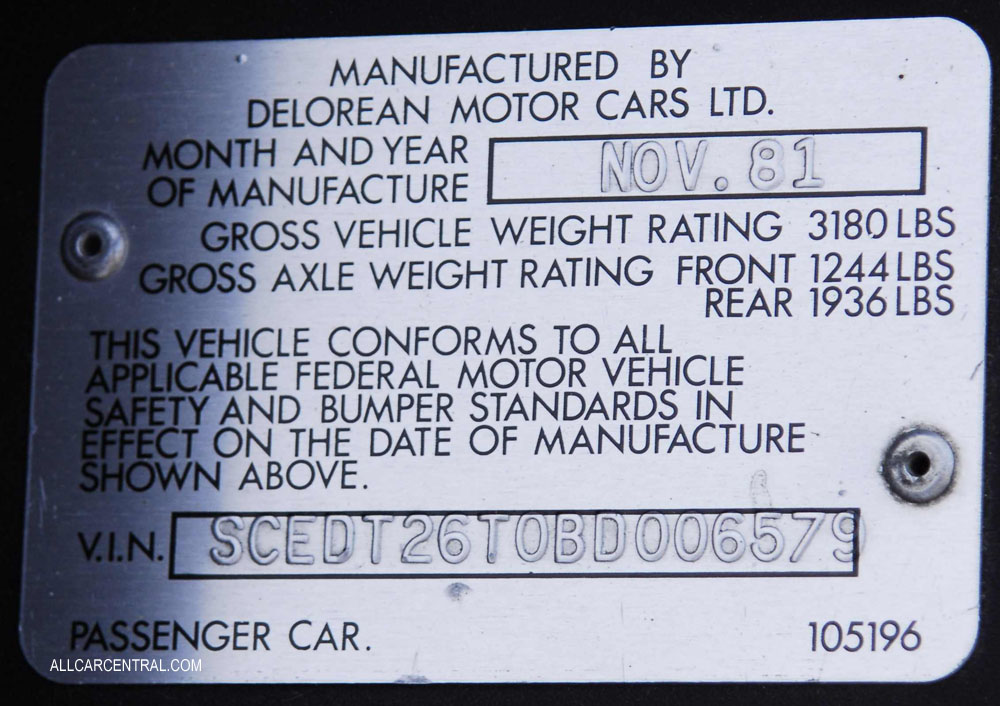 MANUFACTURED BY
DELOREAN MOTOR CARS LTD.
MONTH AND YEAR
OF MANUFACTURE NOV. 81
GROSS VEHICLE WEIGHT RATING 3180 LBS
GROSS AXLE WEIGHT RATING FRONT 1244 LBS
REAR 1936 LBS
THIS VEHICLE CONFORMS TO ALL
APPLICABLE FEDERAL MOTOR VEHICLE
SAFETY AND BUMPER STANDARDS IN
EFFECT ON THE DATE OF MANUFACTURE
SHOWN ABOVE.
V.I.N. SCEDT26T0BD006579
PASSENGER CAR. 105196
ALLCARCENTRAL.COM